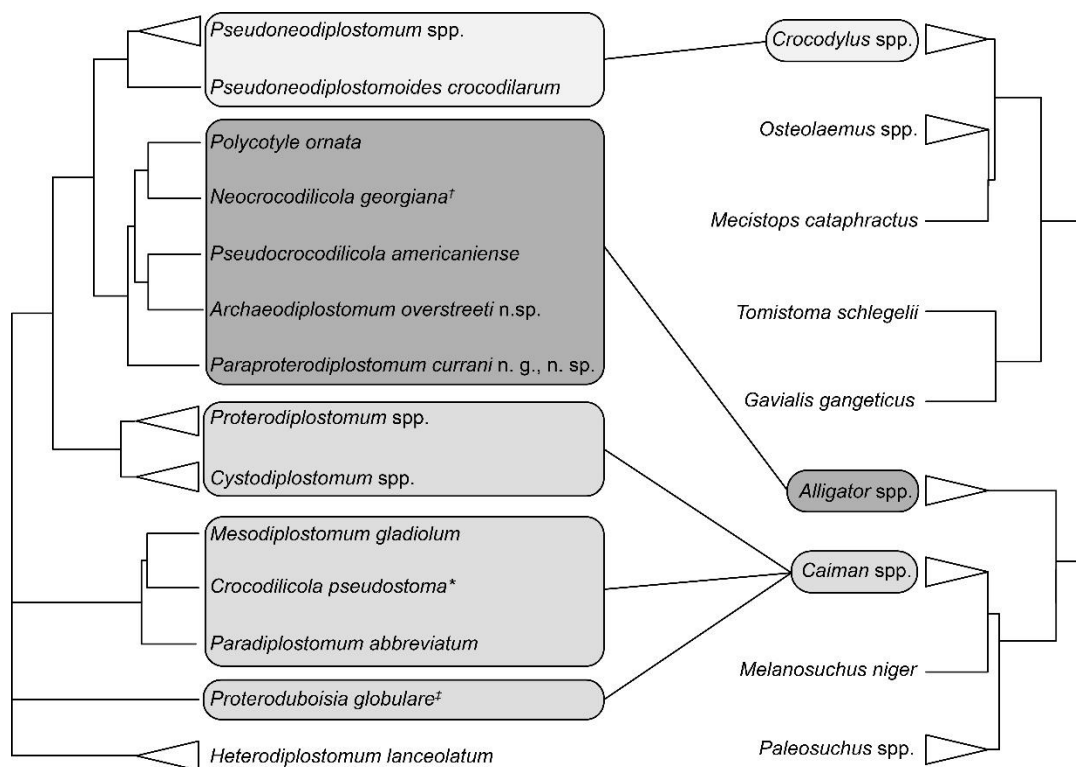 Pseudoneodiplostomum spp.
Pseudoneodiplostomoides crocodilarum
Polycotyle ornata
Neocrocodilicola georgiana†
Pseudocrocodilicola americaniense
Archaeodiplostomum overstreeti n.sp.
Paraproterodiplostomum currani n. g., n. sp.
Proterodiplostomum spp.
Cystodiplostomum spp.
Mesodiplostomum gladiolum
Crocodilicola pseudostoma*
Paradiplostomum abbreviatum
Proteroduboisia globulare‡
Heterodiplostomum lanceolatum
Crocodylus spp.
Osteolaemus spp.
Mecistops cataphractus
Tomistoma schlegelii
Gavialis gangeticus
Alligator spp.
Caiman spp.
Melanosuchus niger
Paleosuchus spp.